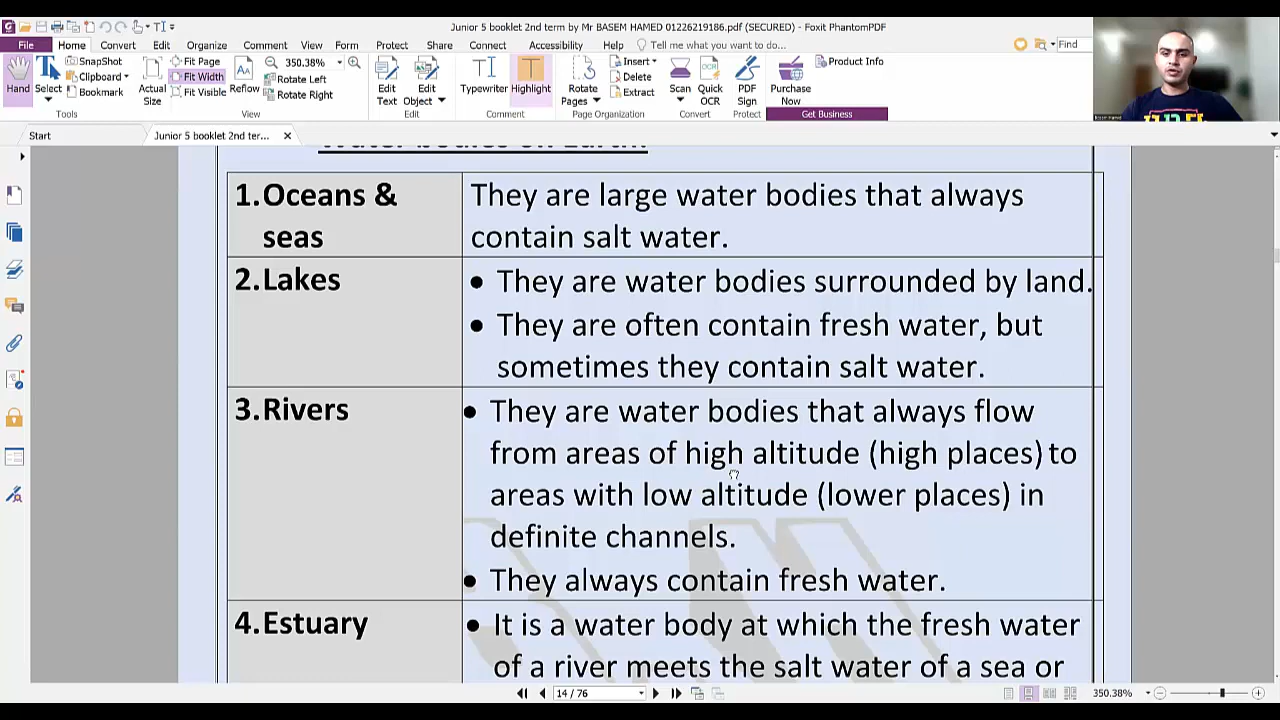 Junior 5 booklet 2nd term by Mr BASEM HAMED 01226219186.pdf (SECURED) - Foxit PhantomPDF
File Home Convert Edit Organize Comment View Form Protect Share Connect Accessibility Help Tell me what you want to do... Find
Hand
Select
SnapShot
Clipboard
Bookmark
Tools
Actual
Size
Fit Page
Fit Width
Fit Visible
Reflow
350.38%
Rotate Left
Rotate Right
View
Edit
Text
Edit
Object
Edit
Typewriter
Highlight
Comment
Rotate
Pages
Insert
Delete
Extract
Page Organization
Scan
Quick
OCR
Convert
PDF
Sign
Protect
Purchase
Now
Product Info
Get Business
Start
Junior 5 booklet 2nd ter...
Water bodies on Earth:
1.Oceans &
seas
They are large water bodies that always
contain salt water.
2.Lakes
• They are water bodies surrounded by land.
• They are often contain fresh water, but
sometimes they contain salt water.
3.Rivers
• They are water bodies that always flow
from areas of high altitude (high places) to
areas with low altitude (lower places) in
definite channels.
• They always contain fresh water.
4.Estuary
• It is a water body at which the fresh water
of a river meets the salt water of a sea or
14 / 76
350.38%